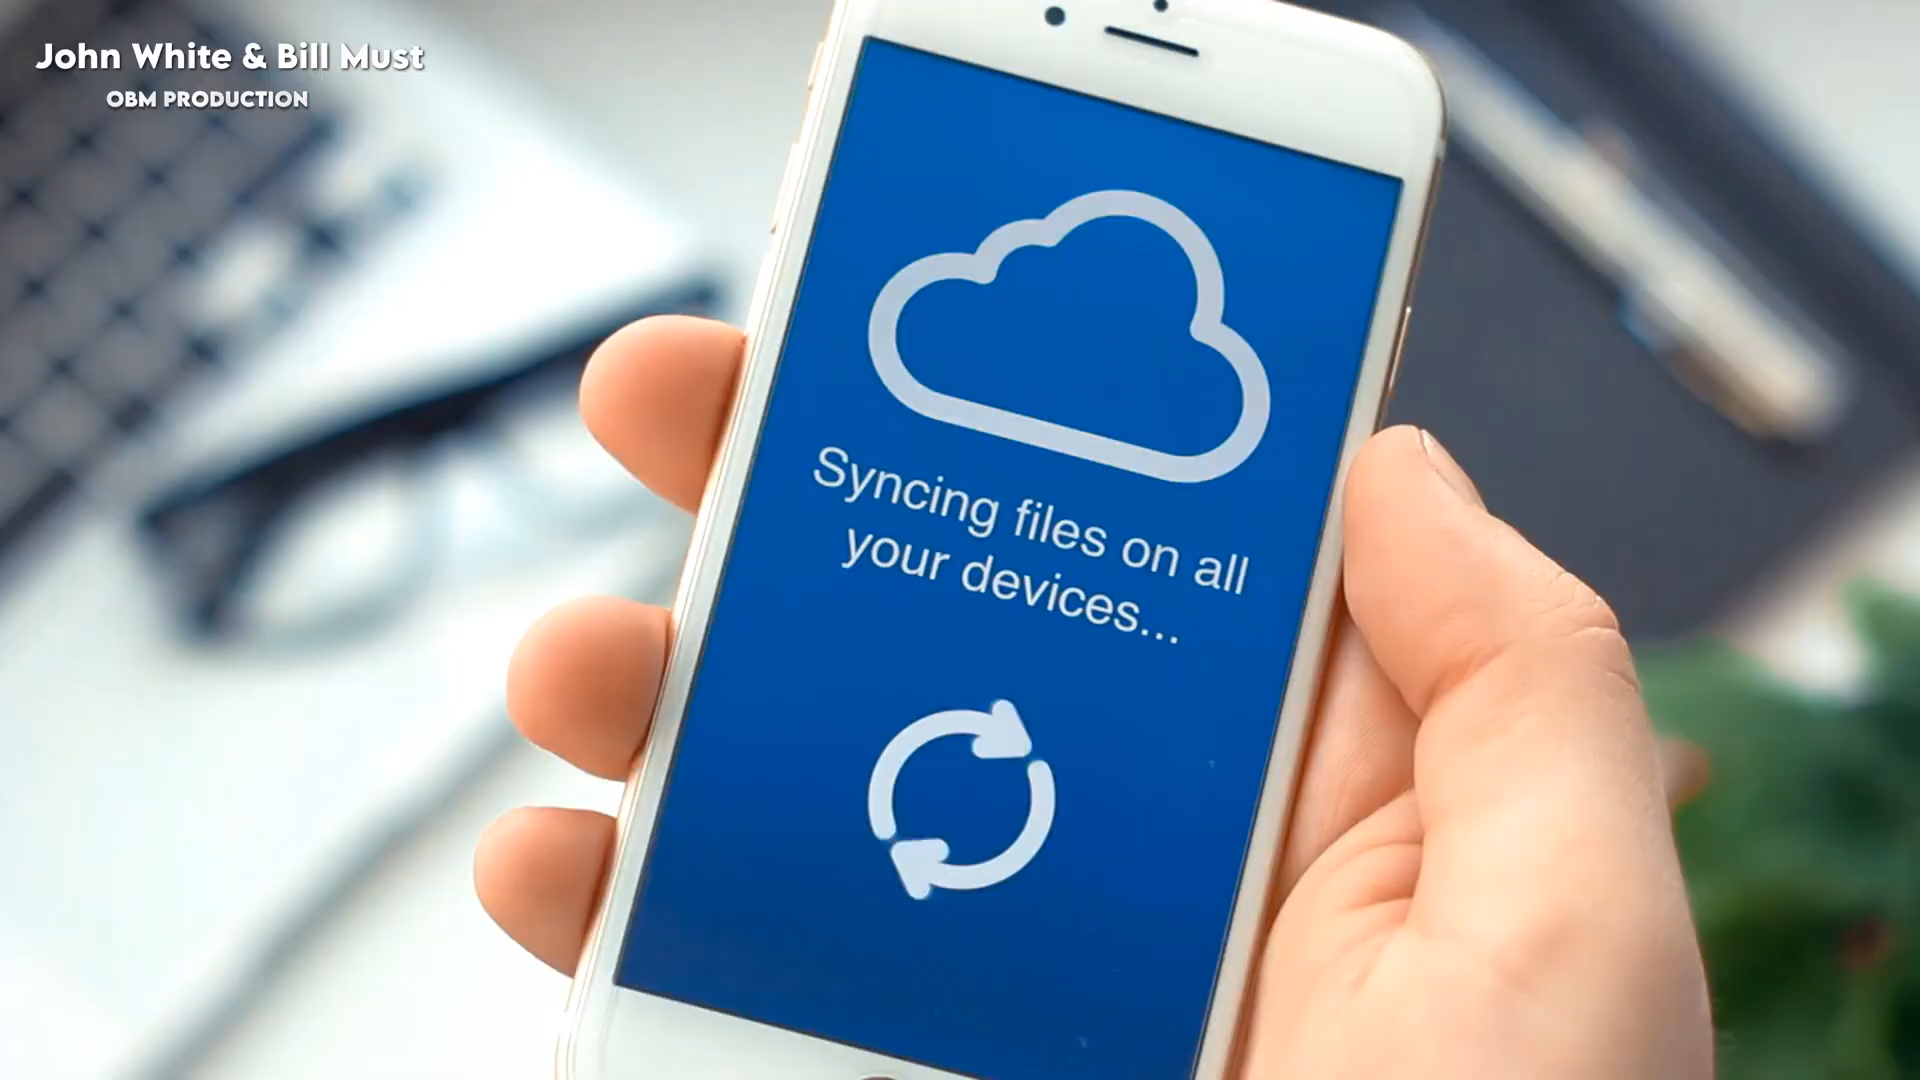 John White & Bill Must
OBM PRODUCTION
Syncing files on all
your devices...